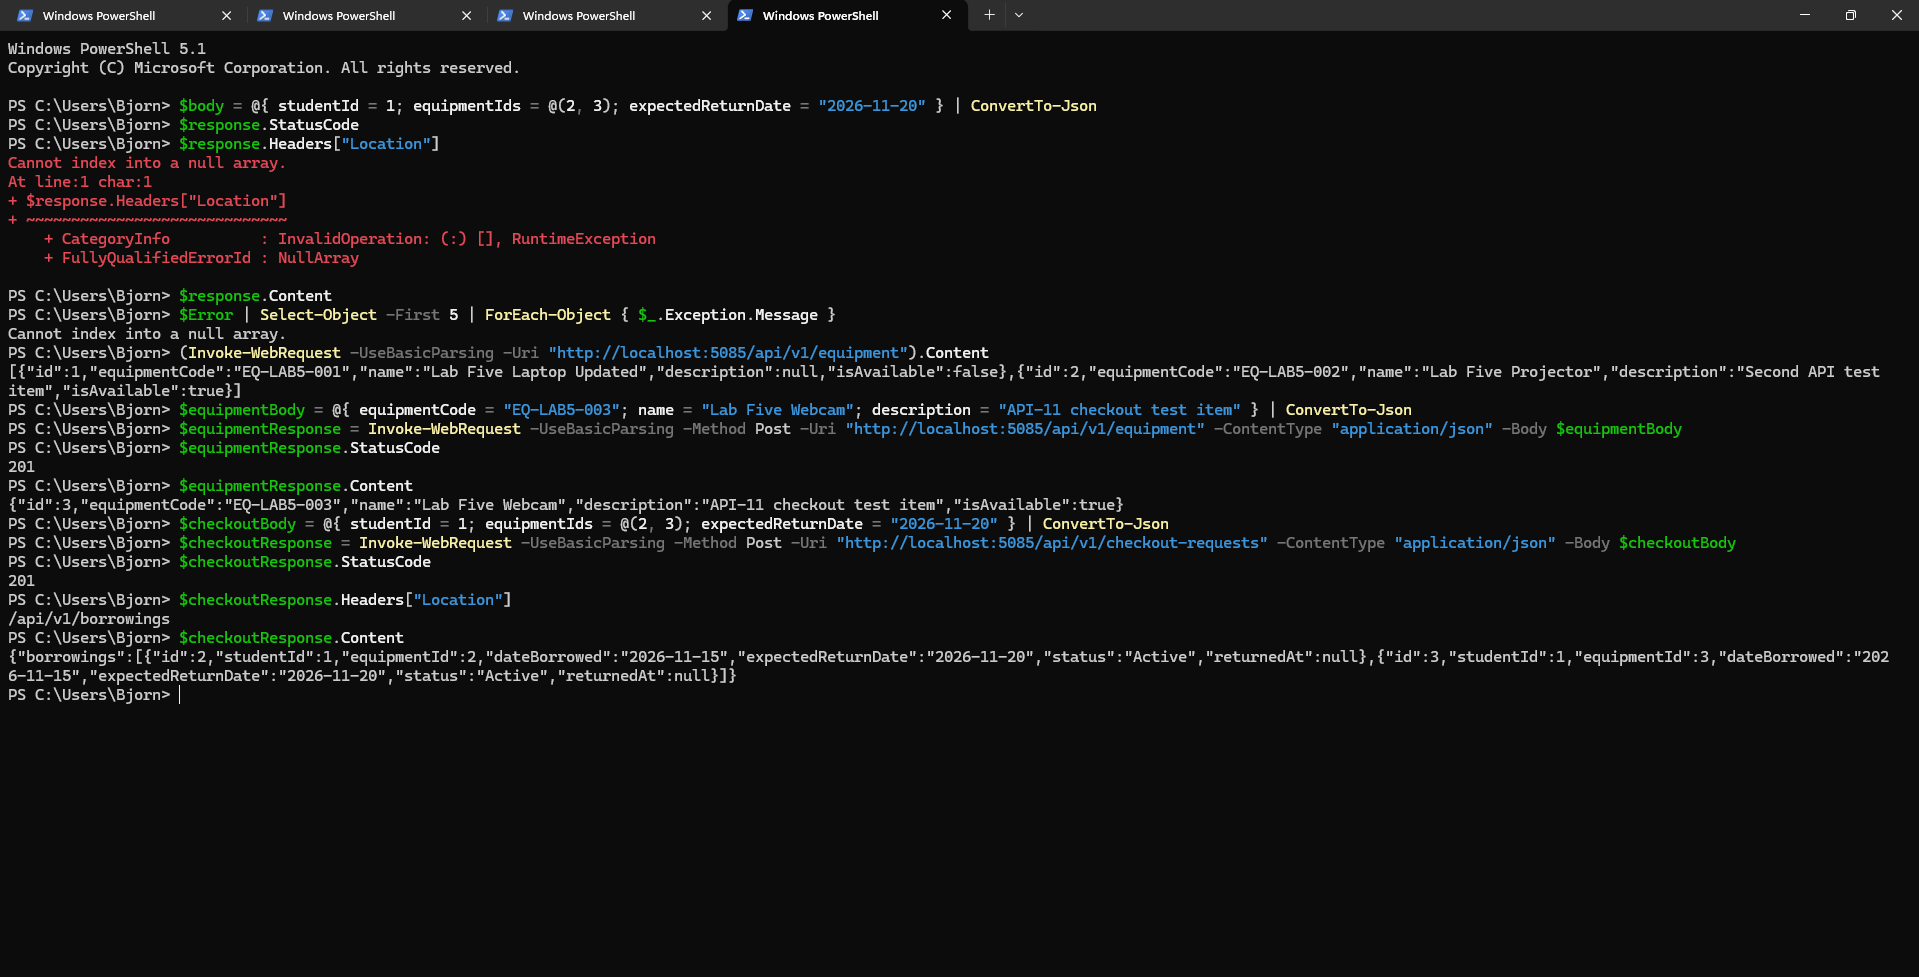 Windows PowerShell
Windows PowerShell
Windows PowerShell
Windows PowerShell
Windows PowerShell 5.1
Copyright (C) Microsoft Corporation. All rights reserved.
PS C:\Users\Bjorn> $body = @{ studentId = 1; equipmentIds = @(2, 3); expectedReturnDate = "2026-11-20" } | ConvertTo-Json
PS C:\Users\Bjorn> $response.StatusCode
PS C:\Users\Bjorn> $response.Headers["Location"]
Cannot index into a null array.
At line:1 char:1
+ $response.Headers["Location"]
+ ~~~~~~~~~~~~~~~~~~~~~~~~~~~~~
    + CategoryInfo          : InvalidOperation: (:) [], RuntimeException
    + FullyQualifiedErrorId : NullArray
PS C:\Users\Bjorn> $response.Content
PS C:\Users\Bjorn> $Error | Select-Object -First 5 | ForEach-Object { $_.Exception.Message }
Cannot index into a null array.
PS C:\Users\Bjorn> (Invoke-WebRequest -UseBasicParsing -Uri "http://localhost:5085/api/v1/equipment").Content
[{"id":1,"equipmentCode":"EQ-LAB5-001","name":"Lab Five Laptop Updated","description":null,"isAvailable":false},{"id":2,"equipmentCode":"EQ-LAB5-002","name":"Lab Five Projector","description":"Second API test
item","isAvailable":true}]
PS C:\Users\Bjorn> $equipmentBody = @{ equipmentCode = "EQ-LAB5-003"; name = "Lab Five Webcam"; description = "API-11 checkout test item" } | ConvertTo-Json
PS C:\Users\Bjorn> $equipmentResponse = Invoke-WebRequest -UseBasicParsing -Method Post -Uri "http://localhost:5085/api/v1/equipment" -ContentType "application/json" -Body $equipmentBody
PS C:\Users\Bjorn> $equipmentResponse.StatusCode
201
PS C:\Users\Bjorn> $equipmentResponse.Content
{"id":3,"equipmentCode":"EQ-LAB5-003","name":"Lab Five Webcam","description":"API-11 checkout test item","isAvailable":true}
PS C:\Users\Bjorn> $checkoutBody = @{ studentId = 1; equipmentIds = @(2, 3); expectedReturnDate = "2026-11-20" } | ConvertTo-Json
PS C:\Users\Bjorn> $checkoutResponse = Invoke-WebRequest -UseBasicParsing -Method Post -Uri "http://localhost:5085/api/v1/checkout-requests" -ContentType "application/json" -Body $checkoutBody
PS C:\Users\Bjorn> $checkoutResponse.StatusCode
201
PS C:\Users\Bjorn> $checkoutResponse.Headers["Location"]
/api/v1/borrowings
PS C:\Users\Bjorn> $checkoutResponse.Content
{"borrowings":[{"id":2,"studentId":1,"equipmentId":2,"dateBorrowed":"2026-11-15","expectedReturnDate":"2026-11-20","status":"Active","returnedAt":null},{"id":3,"studentId":1,"equipmentId":3,"dateBorrowed":"202
6-11-15","expectedReturnDate":"2026-11-20","status":"Active","returnedAt":null}]}
PS C:\Users\Bjorn>